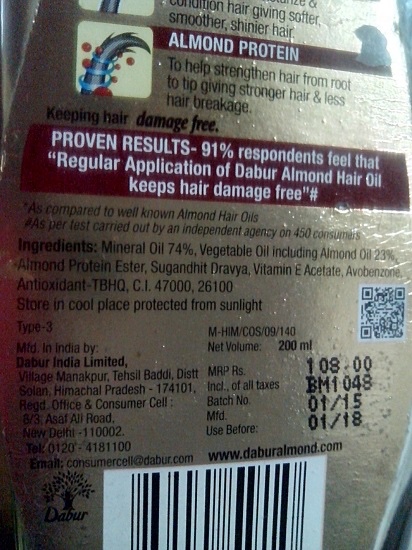 condition hair giving softer,
smoother, shinier hair.
ALMOND PROTEIN
To help strengthen hair from root
to tip giving stronger hair & less
hair breakage.
Keeping hair damage free.
PROVEN RESULTS- 91% respondents feel that
"Regular Application of Dabur Almond Hair Oil
keeps hair damage free"#
*As compared to well known Almond Hair Oils
#As per test carried out by an independent agency on 450 consumers
Ingredients: Mineral Oil 74%, Vegetable Oil including Almond Oil 23%,
Almond Protein Ester, Sugandhit Dravya, Vitamin E Acetate, Avobenzone,
Antioxidant-TBHQ, C.I. 47000, 26100
Store in cool place protected from sunlight
Type-3
M-HIM/COS/09/140
Mfd. In India by:
Net Volume: 200 ml
Dabur India Limited,
Village Manakpur, Tehsil Baddi, Distt
Solan, Himachal Pradesh - 174101.
Regd. Office & Consumer Cell :
8/3, Asaf Ali Road,
New Delhi -110002.
Tel: 0120 - 4181100
Email: consumercell@dabur.com
MRP Rs. 108.00
Incl., of all taxes BM1048
Batch No. 01/15
Mfd. 01/18
Use Before:
www.daburalmond.com
Dabur